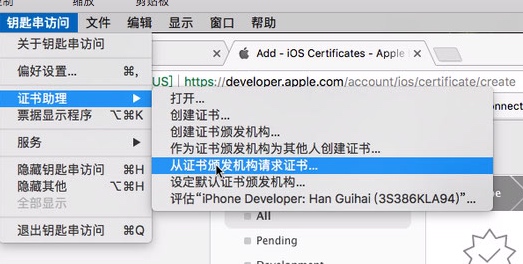 缩放
剪贴板
钥匙串访问 文件 编辑 显示 窗口 帮助
关于钥匙串访问
偏好设置... ⌘,
证书助理 ▶
票据显示程序 ⌥⌘K
服务 ▶
隐藏钥匙串访问 ⌘H
隐藏其他 ⌥⌘H
全部显示
退出钥匙串访问 ⌘Q
× Add - iOS Certificates - Apple ×
US] https://developer.apple.com/account/ios/certificate/create
打开...
创建证书...
创建证书颁发机构...
作为证书颁发机构为其他人创建证书...
从证书颁发机构请求证书...
设定默认证书颁发机构...
评估“iPhone Developer: Han Guihai (3S386KLA94)”...
onnect
All
Pending